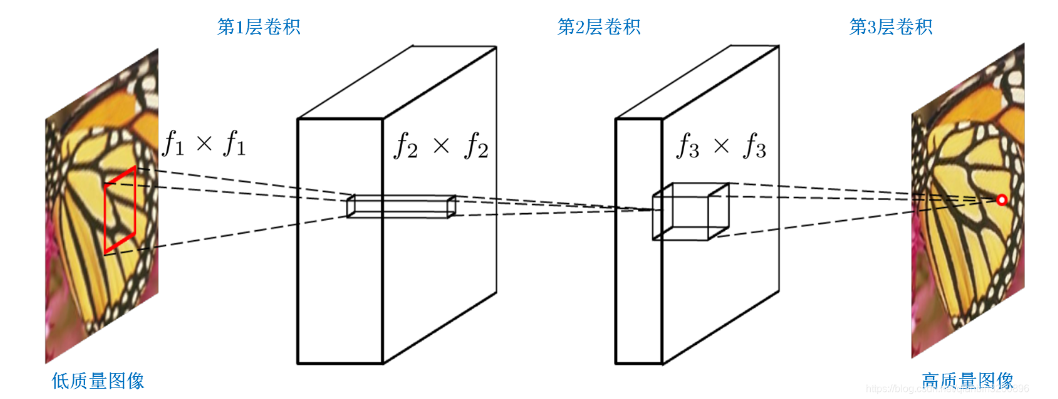 第1层卷积
第2层卷积
第3层卷积
f₁ × f₁
f₂ × f₂
f₃ × f₃
低质量图像
高质量图像